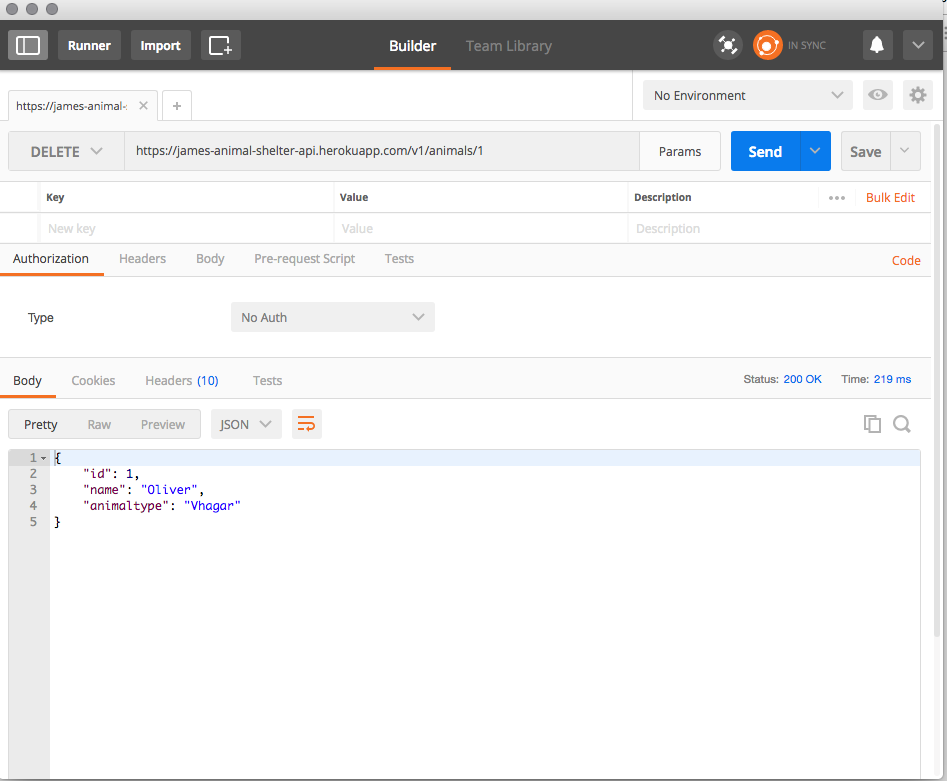 Runner Import Builder Team Library IN SYNC
https://james-animal- No Environment
DELETE https://james-animal-shelter-api.herokuapp.com/v1/animals/1 Params Send Save
Key Value Description Bulk Edit
New key Value Description
Authorization Headers Body Pre-request Script Tests Code
Type No Auth
Body Cookies Headers (10) Tests Status: 200 OK Time: 219 ms
Pretty Raw Preview JSON
1 {
2 "id": 1,
3 "name": "Oliver",
4 "animaltype": "Vhagar"
5 }